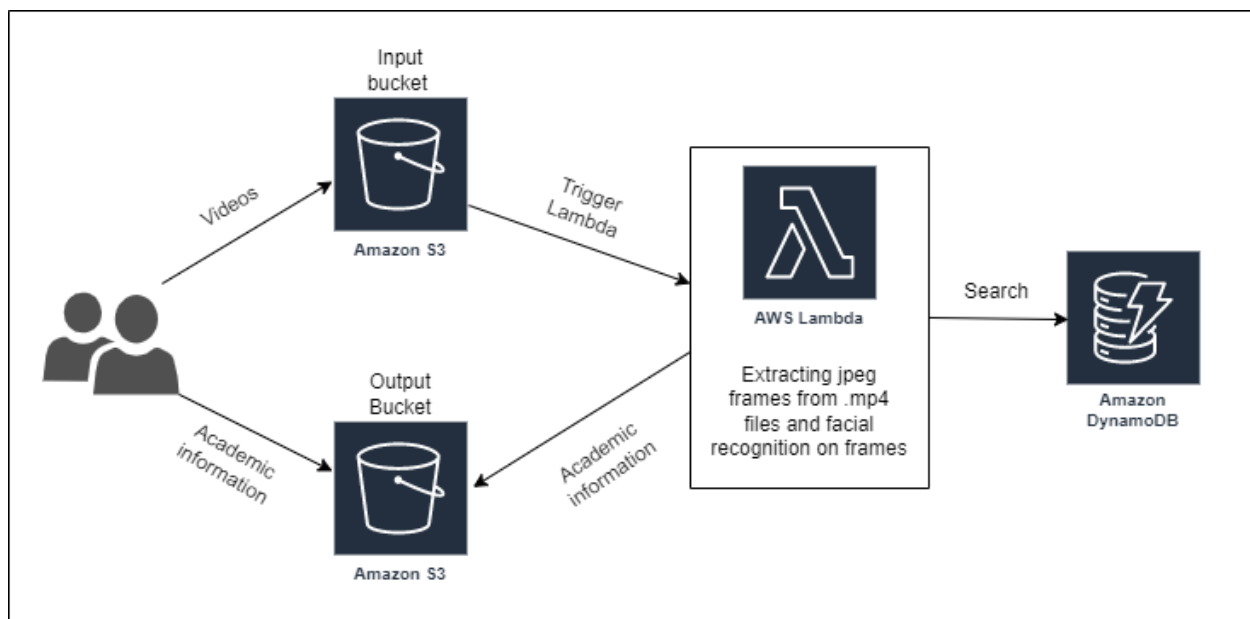 Input
bucket
Amazon S3
Videos
Trigger
Lambda
AWS Lambda
Extracting jpeg
frames from .mp4
files and facial
recognition on frames
Search
Amazon
DynamoDB
Output
Bucket
Amazon S3
Academic
information
Academic
information